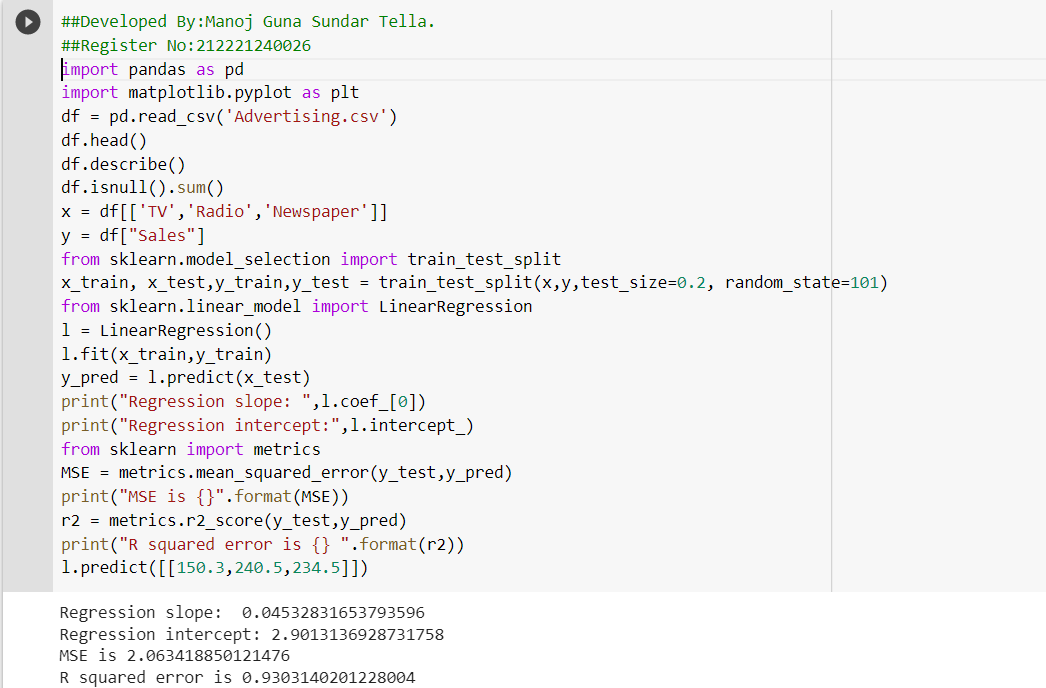 ##Developed By:Manoj Guna Sundar Tella.
##Register No:212221240026
import pandas as pd
import matplotlib.pyplot as plt
df = pd.read_csv('Advertising.csv')
df.head()
df.describe()
df.isnull().sum()
x = df[['TV','Radio','Newspaper']]
y = df["Sales"]
from sklearn.model_selection import train_test_split
x_train, x_test,y_train,y_test = train_test_split(x,y,test_size=0.2, random_state=101)
from sklearn.linear_model import LinearRegression
l = LinearRegression()
l.fit(x_train,y_train)
y_pred = l.predict(x_test)
print("Regression slope: ",l.coef_[0])
print("Regression intercept:",l.intercept_)
from sklearn import metrics
MSE = metrics.mean_squared_error(y_test,y_pred)
print("MSE is {}".format(MSE))
r2 = metrics.r2_score(y_test,y_pred)
print("R squared error is {} ".format(r2))
l.predict([[150.3,240.5,234.5]])
Regression slope:  0.04532831653793596
Regression intercept: 2.9013136928731758
MSE is 2.063418850121476
R squared error is 0.9303140201228004